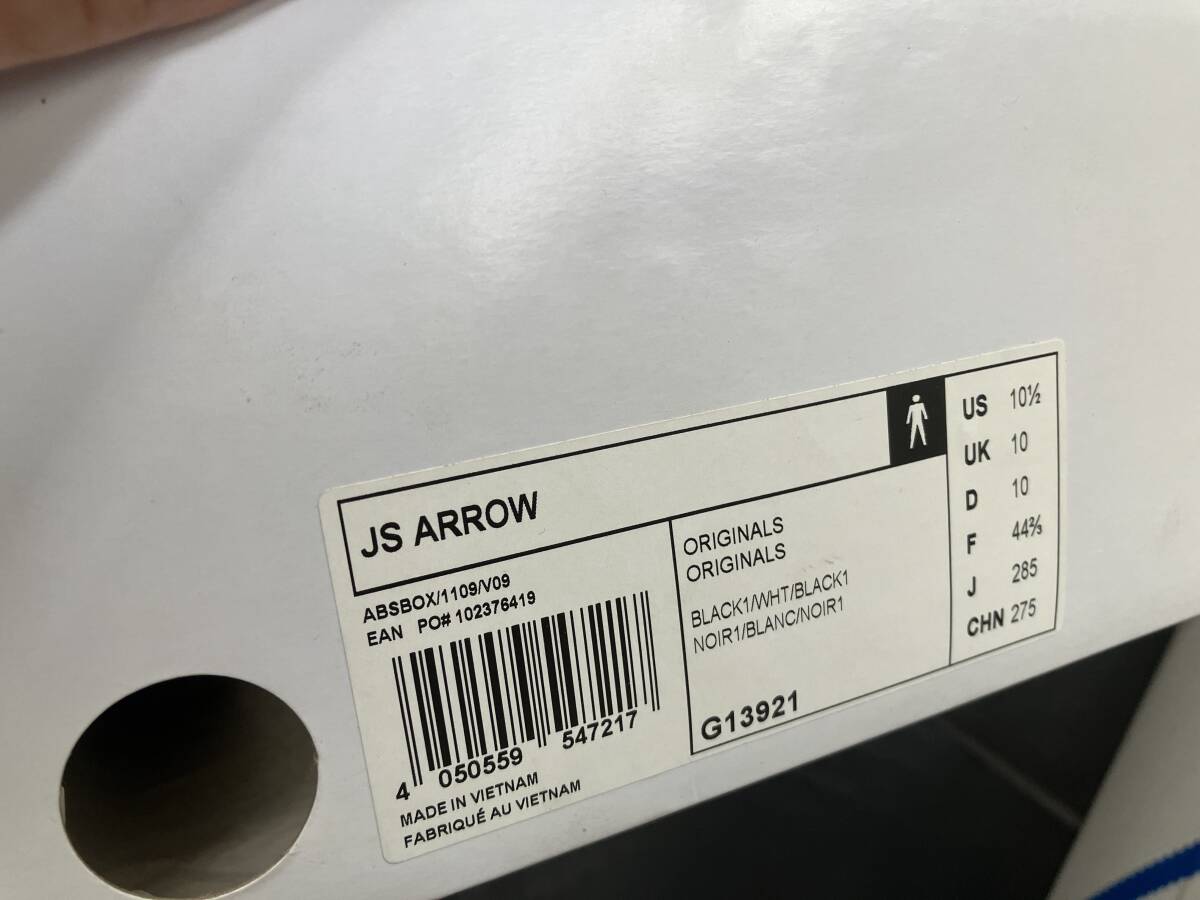 JS ARROW
ABSBOX/1109/V09
EAN PO# 102376419
4 050559 547217
MADE IN VIETNAM
FABRIQUÉ AU VIETNAM
ORIGINALS
ORIGINALS
BLACK1/WHT/BLACK1
NOIR1/BLANC/NOIR1
G13921
US 10½
UK 10
D 10
F 44⅔
J 285
CHN 275